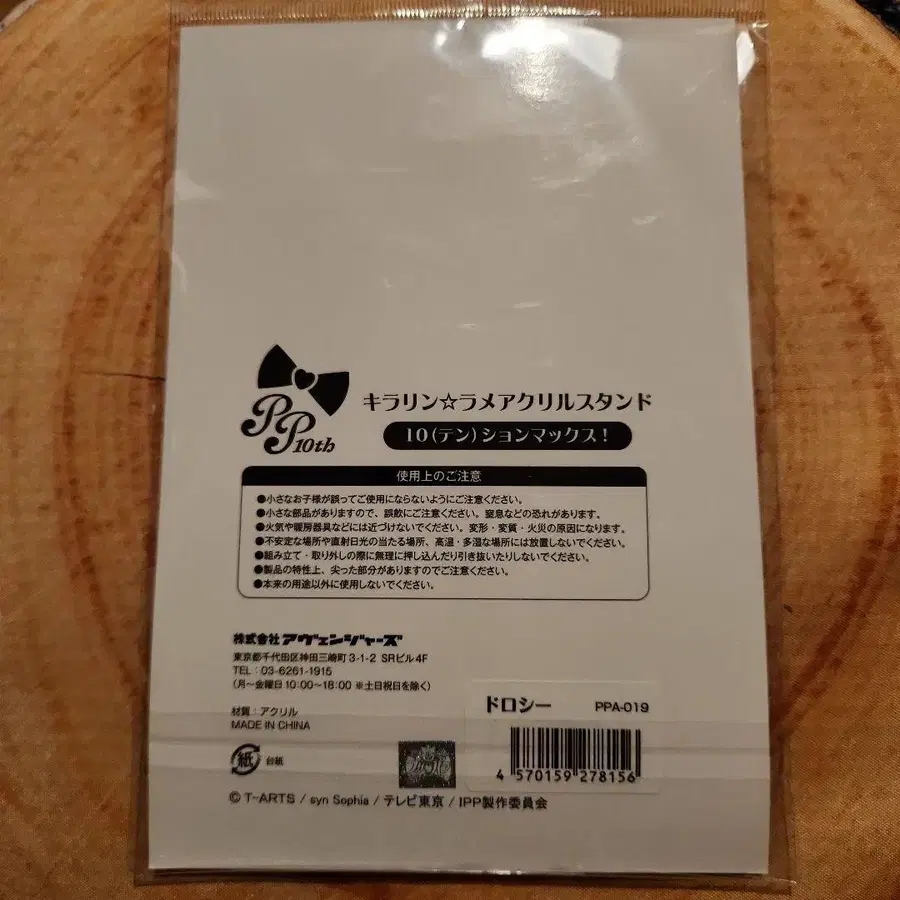 PP10th
キラリン☆ラメアクリルスタンド
10(テン)ションマックス!
使用上のご注意
●小さなお子様が誤ってご使用にならないようにご注意ください。
●小さな部品がありますので、誤飲にご注意ください。窒息などの恐れがあります。
●火気や暖房器具などには近づけないでください。変形・変質・火災の原因になります。
●不安定な場所や直射日光の当たる場所、高温・多湿な場所には放置しないでください。
●組み立て・取り外しの際に無理に押し込んだり引き抜いたりしないでください。
●製品の特性上、尖った部分がありますのでご注意ください。
●本来の用途以外に使用しないでください。
株式会社アヴェンジャーズ
東京都千代田区神田三崎町3-1-2 SRビル4F
TEL:03-6261-1915
(月~金曜日10:00~18:00 ※土日祝日を除く)
材質:アクリル
MADE IN CHINA
紙 台紙
ドロシー PPA-019
4 570159 278156
© T-ARTS / syn Sophia / テレビ東京 / IPP製作委員会